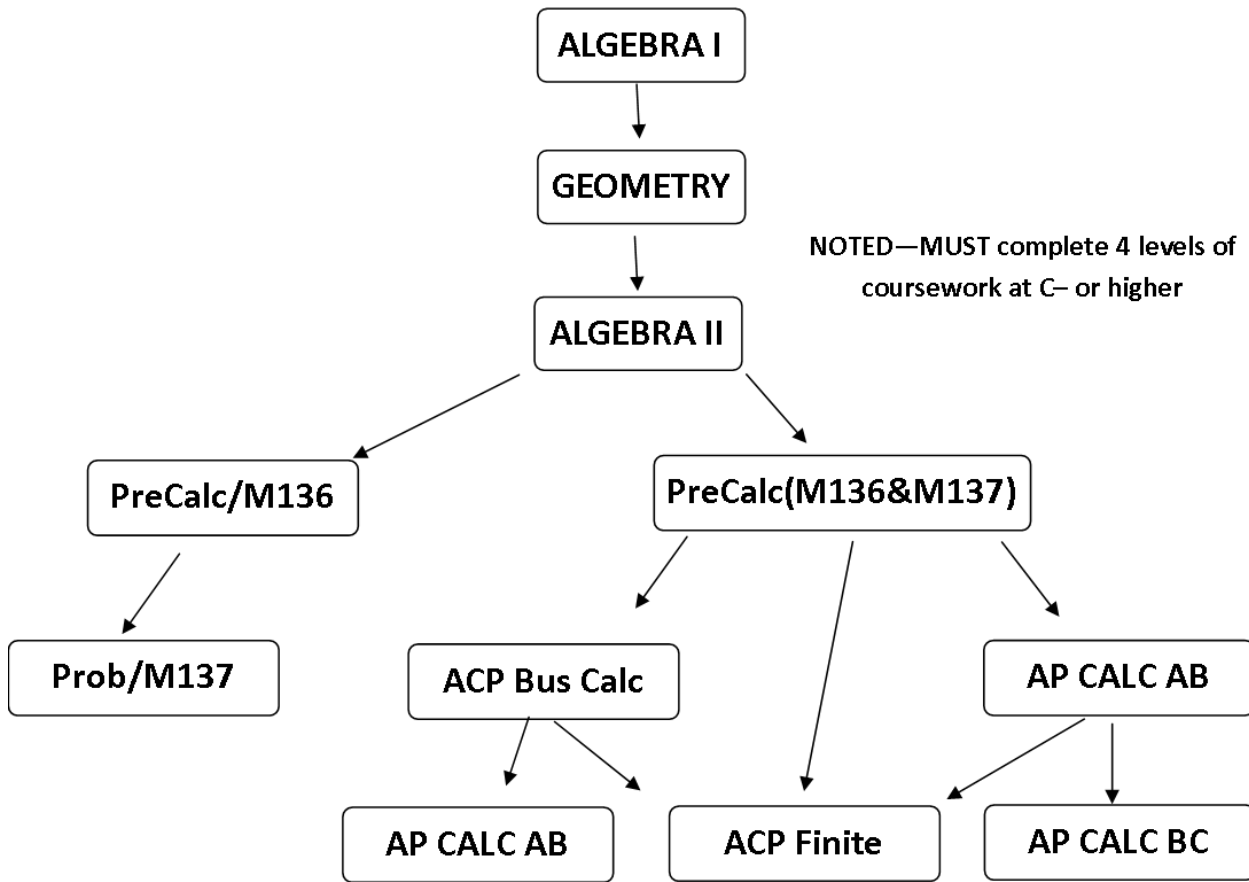 ALGEBRA I
GEOMETRY
NOTED—MUST complete 4 levels of
coursework at C– or higher
ALGEBRA II
PreCalc/M136
PreCalc(M136&M137)
Prob/M137
ACP Bus Calc
AP CALC AB
AP CALC AB
ACP Finite
AP CALC BC